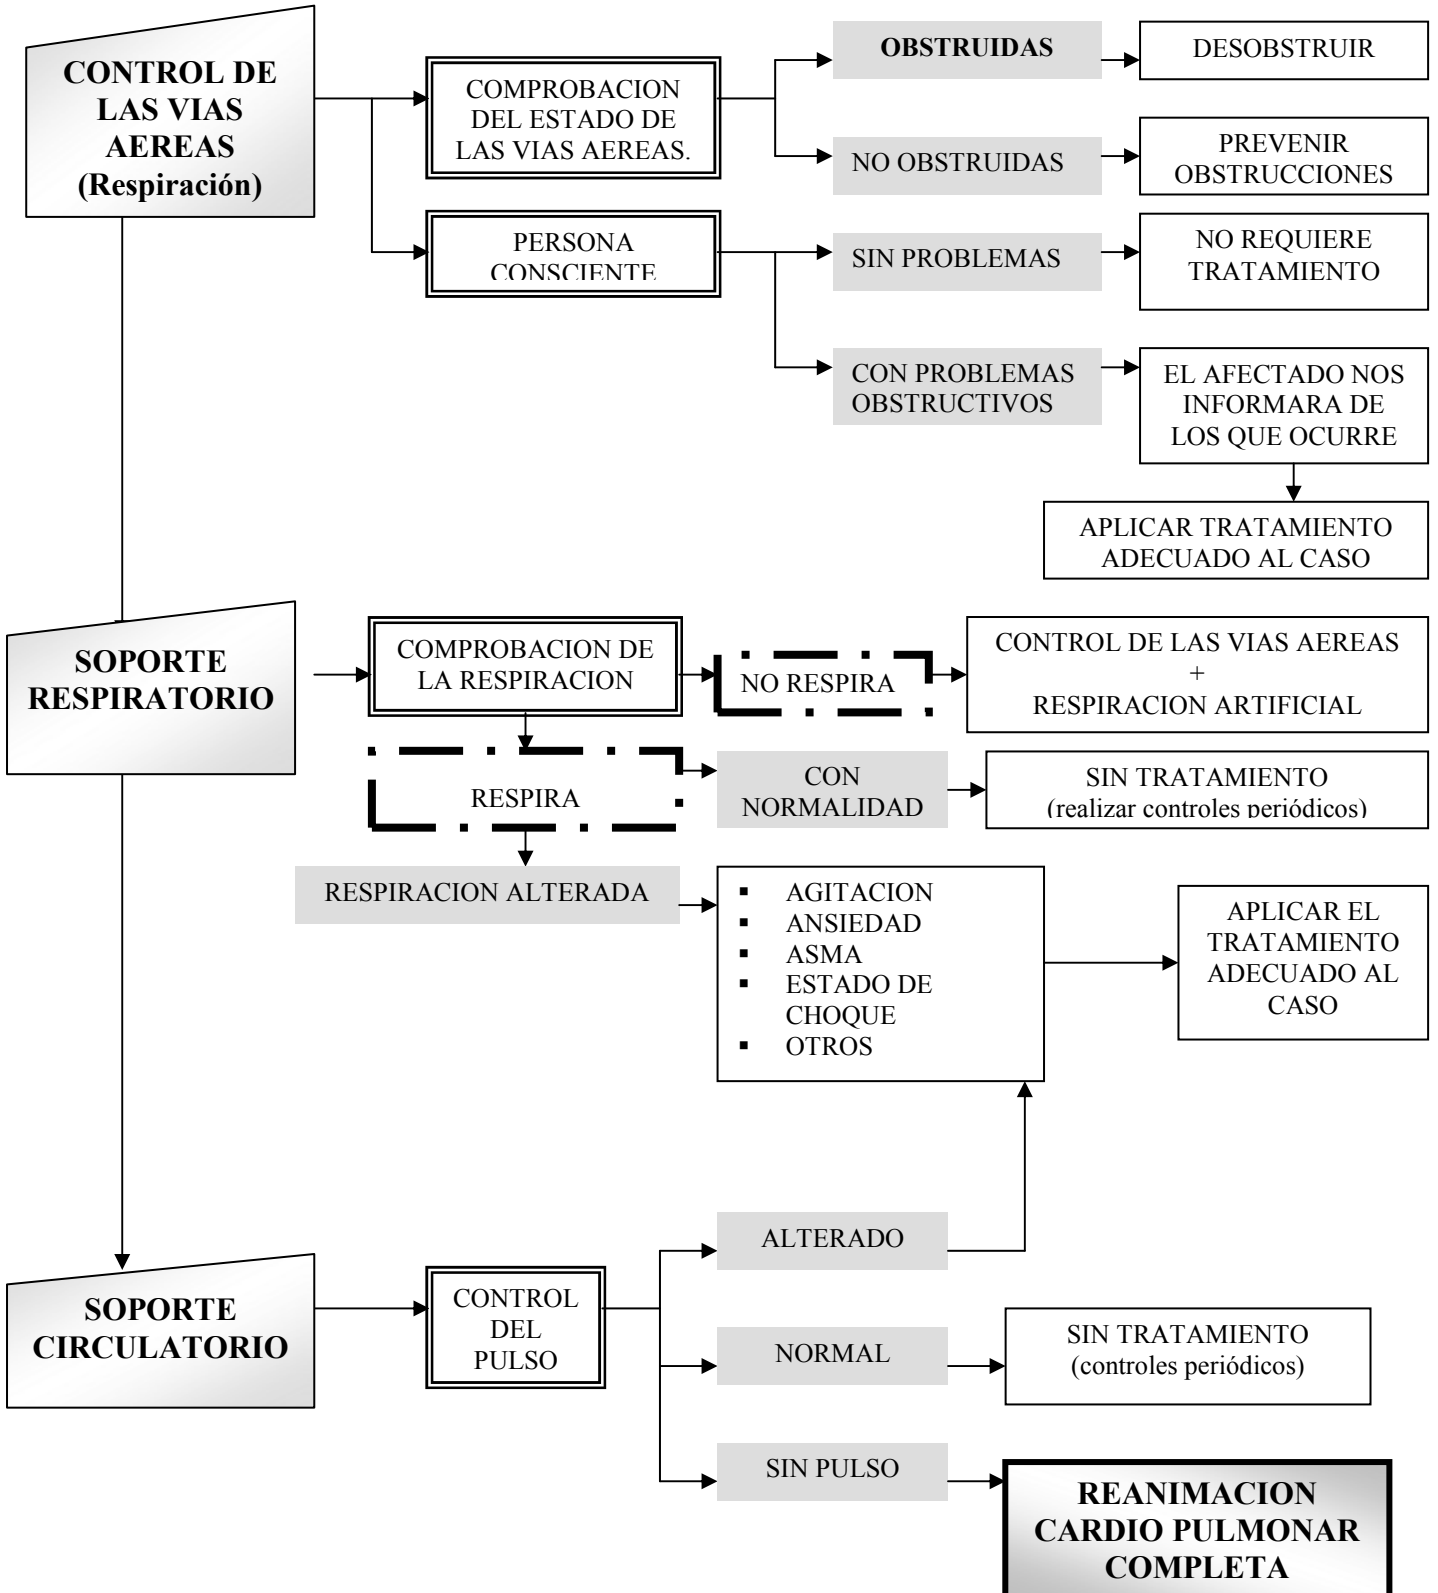 CONTROL DE
LAS VIAS
AEREAS
(Respiración)
COMPROBACION
DEL ESTADO DE
LAS VIAS AEREAS.
OBSTRUIDAS
DESOBSTRUIR
NO OBSTRUIDAS
PREVENIR
OBSTRUCCIONES
PERSONA
CONSCIENTE
SIN PROBLEMAS
NO REQUIERE
TRATAMIENTO
CON PROBLEMAS
OBSTRUCTIVOS
EL AFECTADO NOS
INFORMARA DE
LOS QUE OCURRE
APLICAR TRATAMIENTO
ADECUADO AL CASO
SOPORTE
RESPIRATORIO
COMPROBACION DE
LA RESPIRACION
NO RESPIRA
CONTROL DE LAS VIAS AEREAS
+
RESPIRACION ARTIFICIAL
RESPIRA
CON
NORMALIDAD
SIN TRATAMIENTO
(realizar controles periódicos)
RESPIRACION ALTERADA
▪ AGITACION
▪ ANSIEDAD
▪ ASMA
▪ ESTADO DE
CHOQUE
▪ OTROS
APLICAR EL
TRATAMIENTO
ADECUADO AL
CASO
SOPORTE
CIRCULATORIO
CONTROL
DEL
PULSO
ALTERADO
NORMAL
SIN TRATAMIENTO
(controles periódicos)
SIN PULSO
REANIMACION
CARDIO PULMONAR
COMPLETA